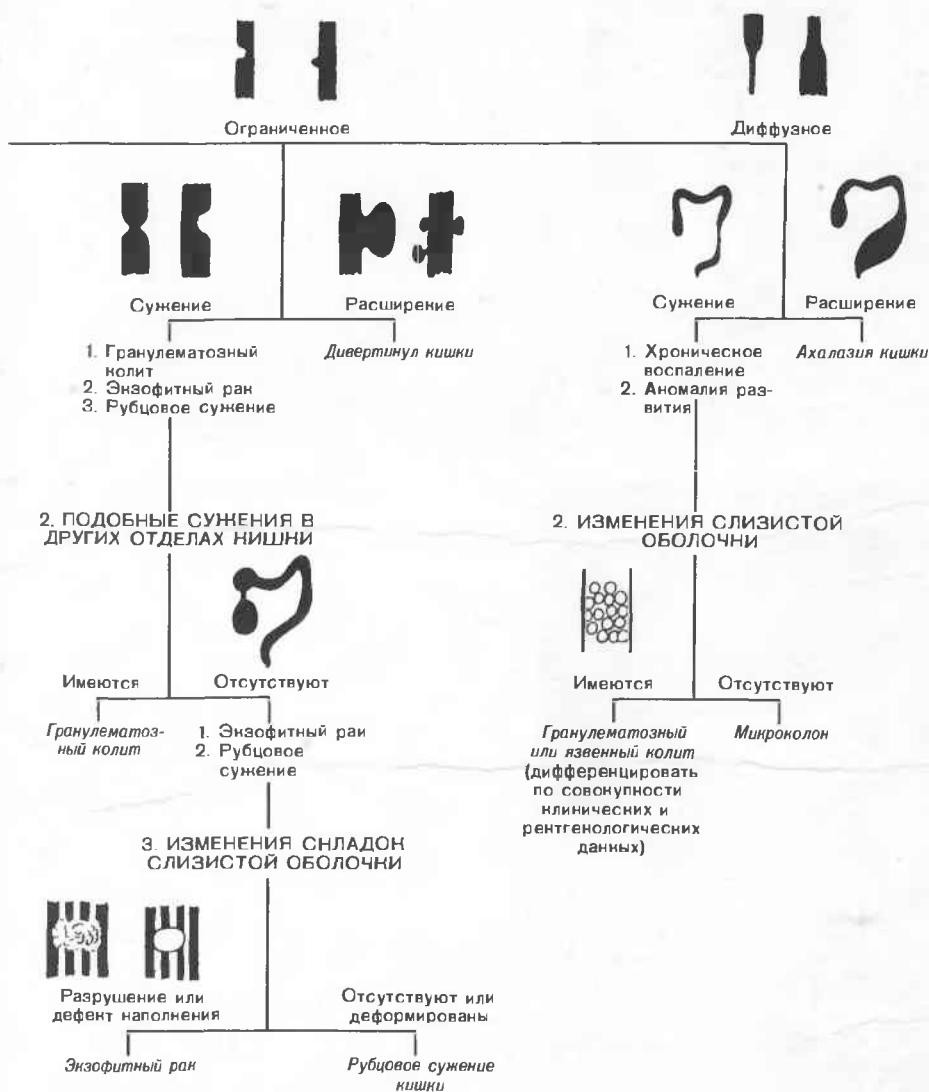 Ограниченное
Диффузное
Сужение
Расширение
Сужение
Расширение
1. Гранулематозный
колит
2. Экзофитный рак
3. Рубцовое сужение
Дивертикул кишки
1. Хроническое
воспаление
2. Аномалия раз-
вития
Ахалазия кишки
2. ПОДОБНЫЕ СУЖЕНИЯ В
ДРУГИХ ОТДЕЛАХ КИШКИ
2. ИЗМЕНЕНИЯ СЛИЗИСТОЙ
ОБОЛОЧКИ
Имеются
Отсутствуют
Имеются
Отсутствуют
Гранулематоз-
ный колит
1. Экзофитный рак
2. Рубцовое
сужение
Гранулематозный
или язвенный колит
(дифференцировать
по совокупности
клинических и
рентгенологических
данных)
Микроколон
3. ИЗМЕНЕНИЯ СКЛАДОК
СЛИЗИСТОЙ ОБОЛОЧКИ
Разрушение или
дефект наполнения
Отсутствуют или
деформированы
Экзофитный рак
Рубцовое сужение
кишки